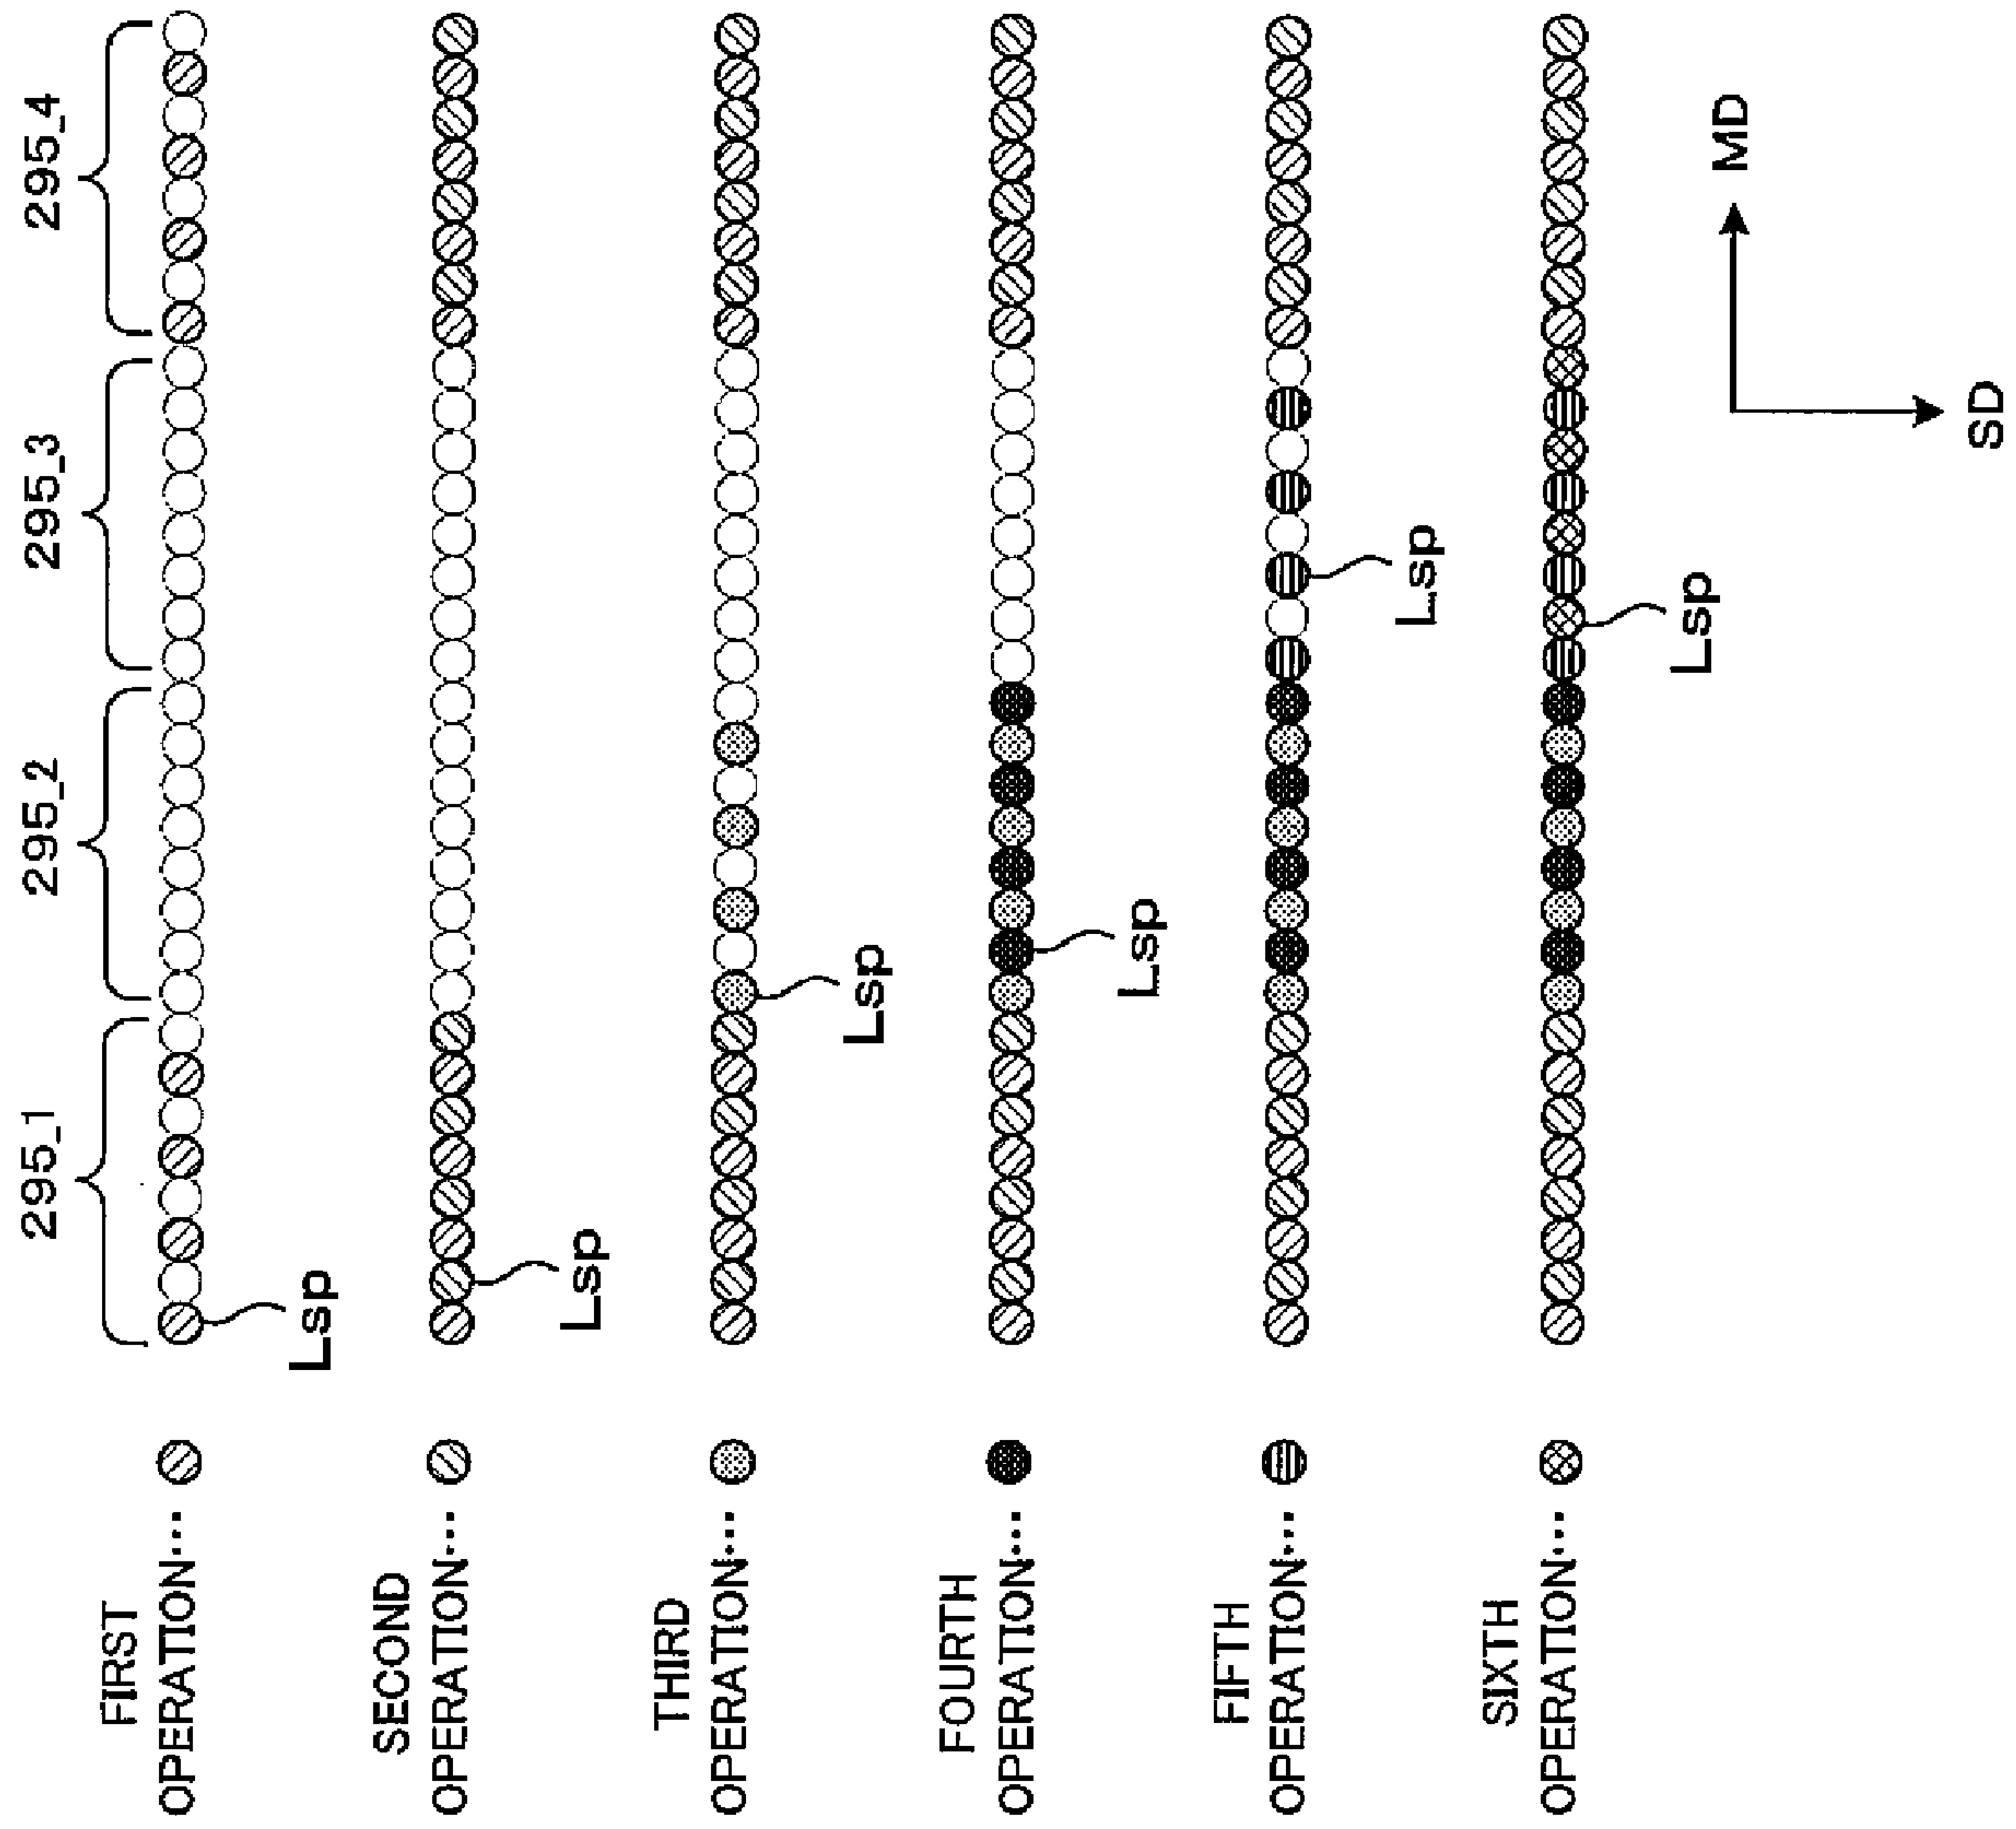 295_1
295_2
295_3
295_4
FIRST
OPERATION...
Lsp
SECOND
OPERATION...
Lsp
THIRD
OPERATION...
Lsp
FOURTH
OPERATION...
Lsp
FIFTH
OPERATION...
Lsp
SIXTH
OPERATION...
Lsp
MD
SD